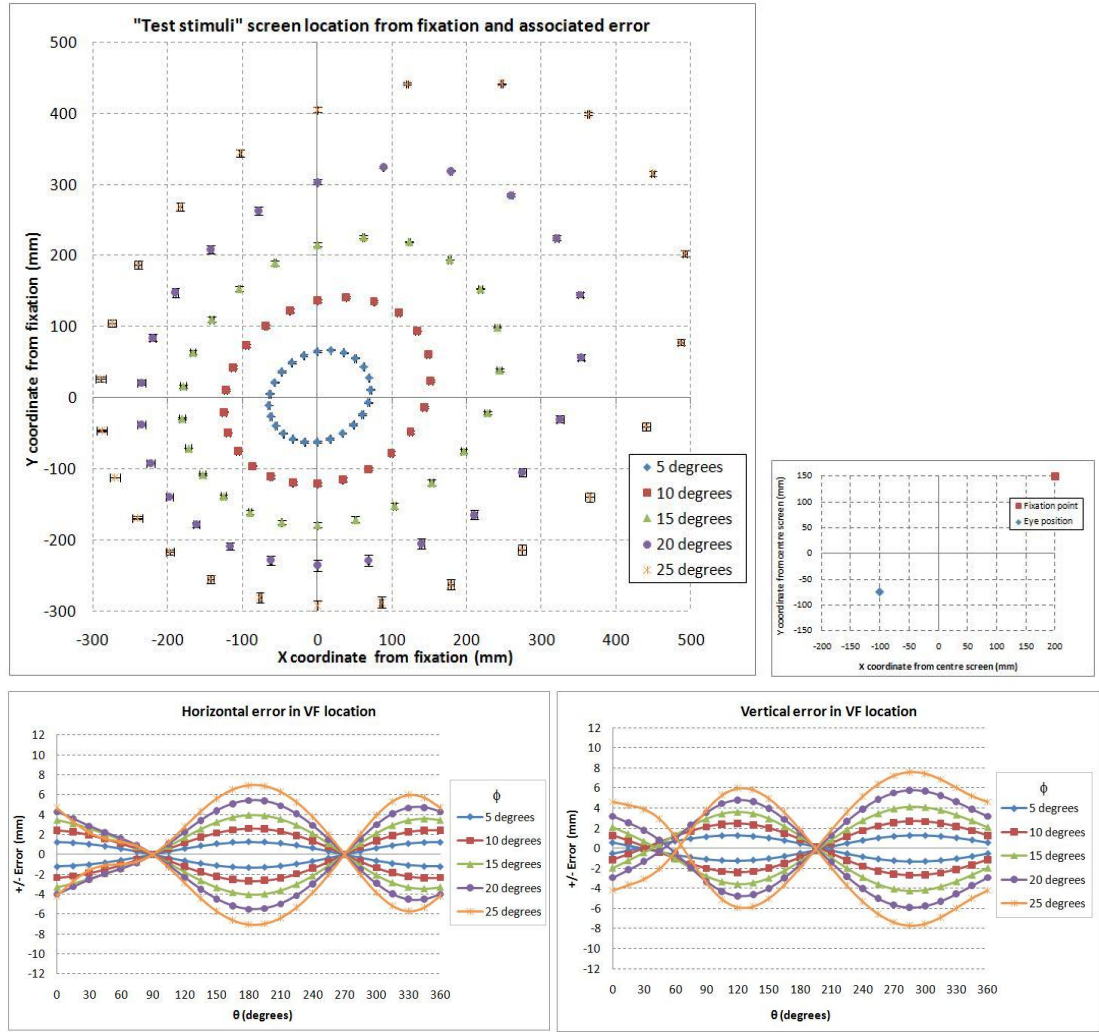 "Test stimuli" screen location from fixation and associated error
500
400
300
200
100
0
-100
-200
-300
-300 -200 -100 0 100 200 300 400 500
Y coordinate from fixation (mm)
X coordinate from fixation (mm)
5 degrees
10 degrees
15 degrees
20 degrees
25 degrees
150
100
50
0
-50
-100
-150
-200 -150 -100 -50 0 50 100 150 200
Y coordinate from centre screen (mm)
X coordinate from centre screen (mm)
Fixation point
Eye position
Horizontal error in VF location
12
10
8
6
4
2
0
-2
-4
-6
-8
-10
-12
0 30 60 90 120 150 180 210 240 270 300 330 360
+/- Error (mm)
θ (degrees)
ϕ
5 degrees
10 degrees
15 degrees
20 degrees
25 degrees
Vertical error in VF location
12
10
8
6
4
2
0
-2
-4
-6
-8
-10
-12
0 30 60 90 120 150 180 210 240 270 300 330 360
+/- Error (mm)
θ (degrees)
ϕ
5 degrees
10 degrees
15 degrees
20 degrees
25 degrees